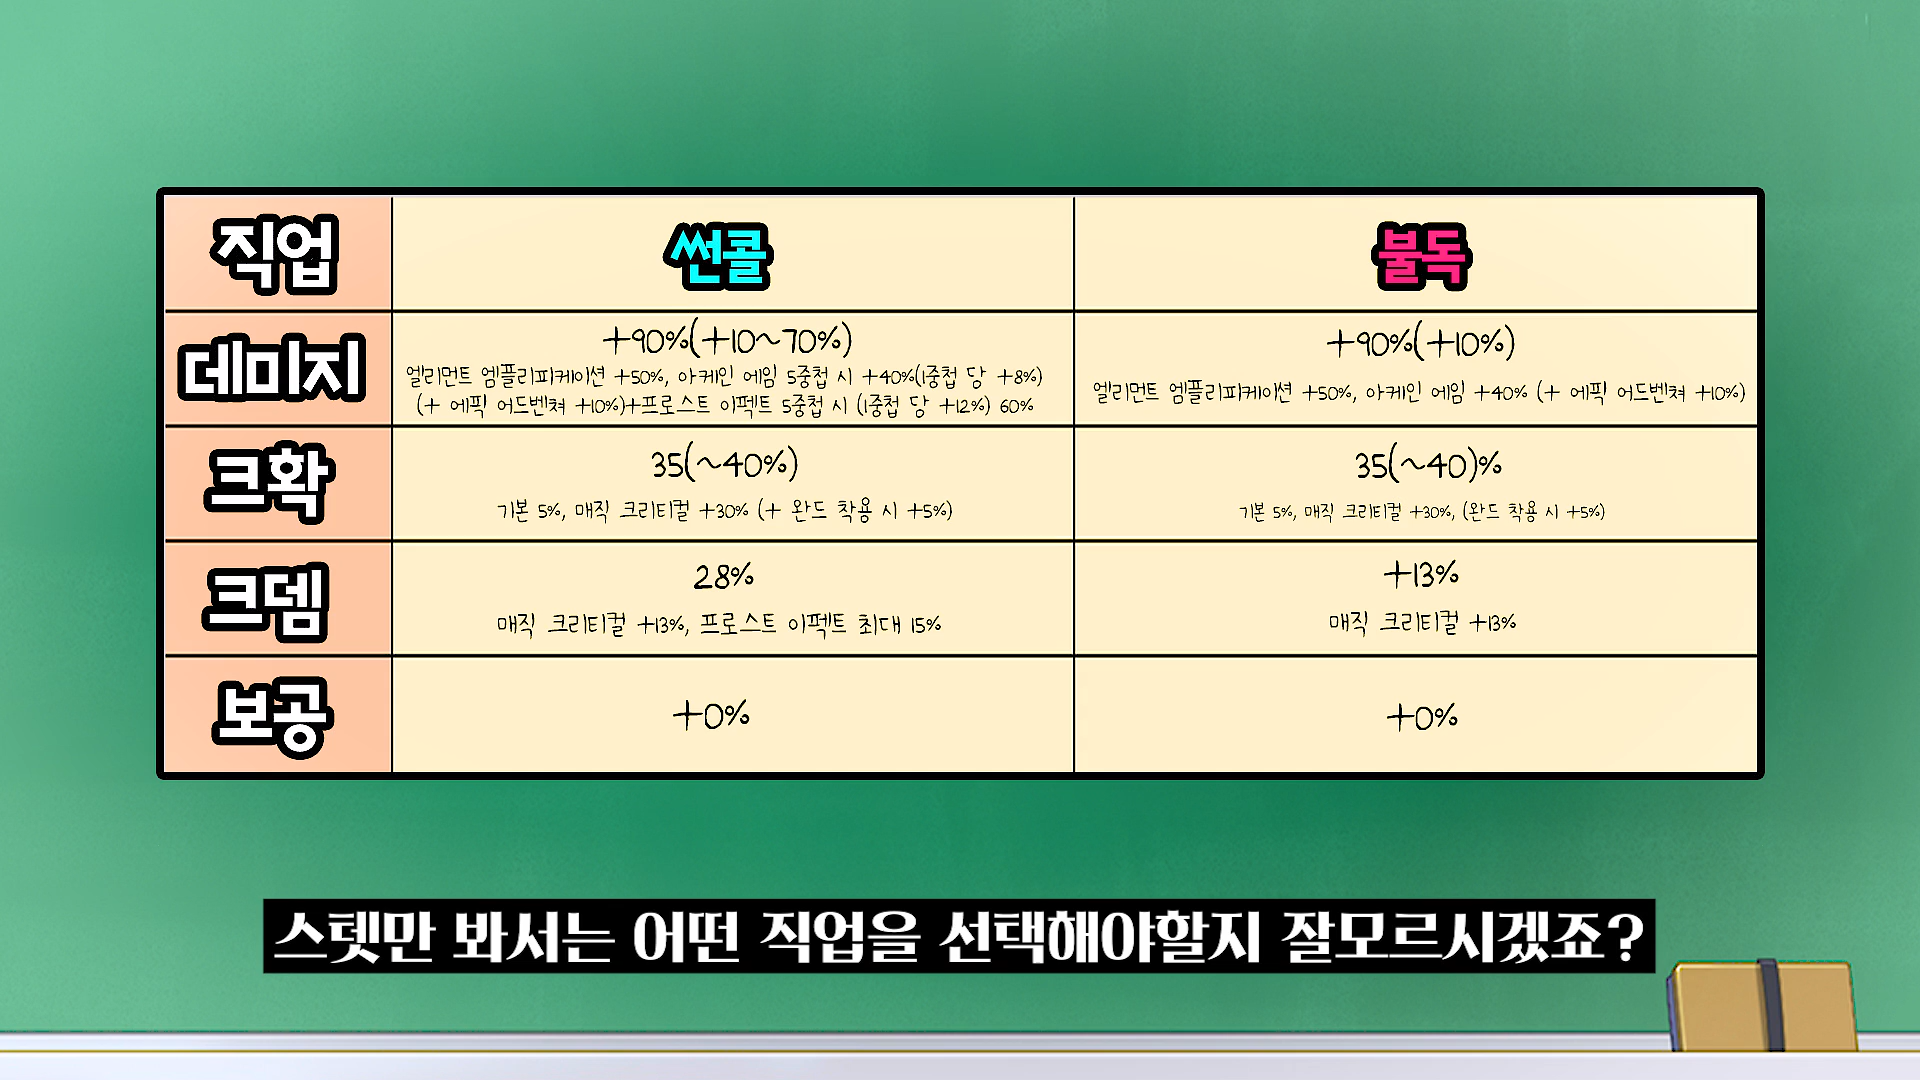 직업
썬콜
불독
데미지
+90%(+10~70%)
엘리먼트 엠플리피케이션 +50%, 아케인 에임 5중첩 시 +40%(1중첩 당 +8%)
(+ 에픽 어드벤쳐 +10%)+프로스트 이펙트 5중첩 시 (1중첩 당 +12%) 60%
+90%(+10%)
엘리먼트 엠플리피케이션 +50%, 아케인 에임 +40% (+ 에픽 어드벤쳐 +10%)
크확
35(~40%)
기본 5%, 매직 크리티컬 +30% (+ 완드 착용 시 +5%)
35(~40)%
기본 5%, 매직 크리티컬 +30%, (완드 착용 시 +5%)
크뎀
28%
매직 크리티컬 +13%, 프로스트 이펙트 최대 15%
+13%
매직 크리티컬 +13%
보공
+0%
+0%
스텟만 봐서는 어떤 직업을 선택해야할지 잘모르시겠죠?